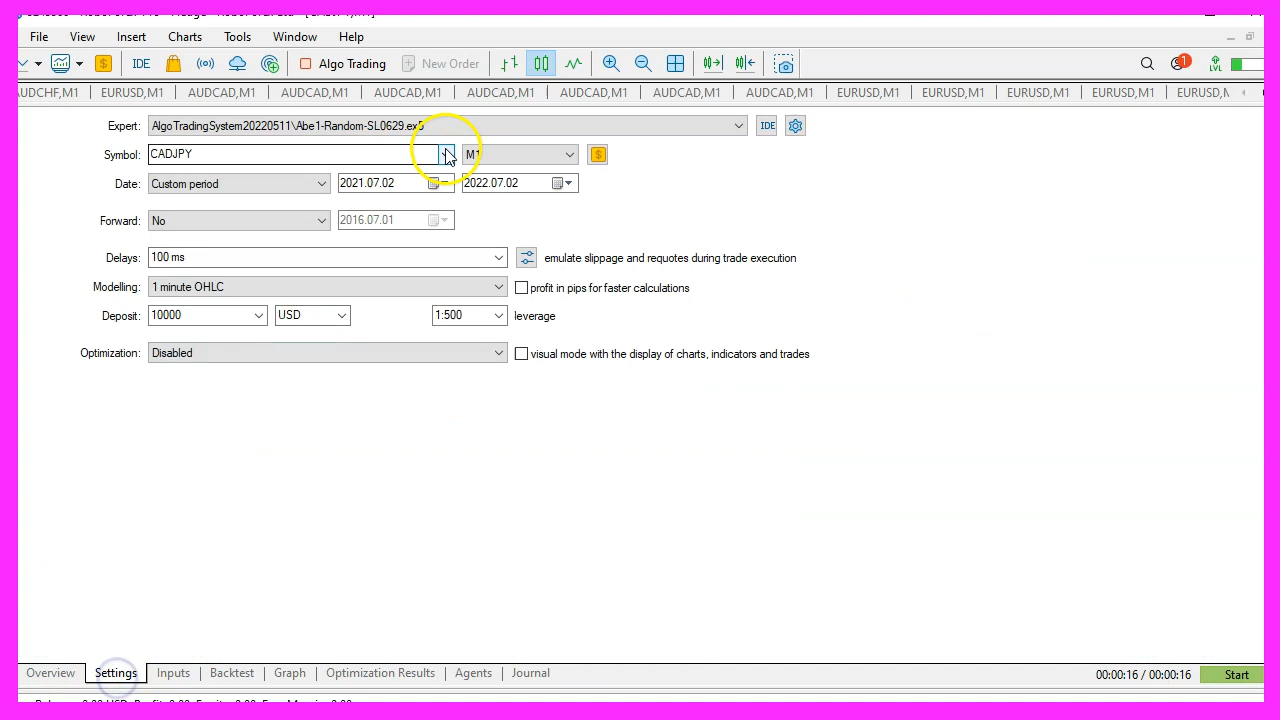 File View Insert Charts Tools Window Help
IDE Algo Trading New Order 1 LVL
AUDCHF,M1 EURUSD,M1 AUDCAD,M1 AUDCAD,M1 AUDCAD,M1 AUDCAD,M1 AUDCAD,M1 AUDCAD,M1 AUDCAD,M1 EURUSD,M1 EURUSD,M1 EURUSD,M1 EURUSD,M
Expert: AlgoTradingSystem20220511\Abe1-Random-SL0629.ex5 IDE
Symbol: CADJPY M1
Date: Custom period 2021.07.02 2022.07.02
Forward: No 2016.07.01
Delays: 100 ms emulate slippage and requotes during trade execution
Modelling: 1 minute OHLC profit in pips for faster calculations
Deposit: 10000 USD 1:500 leverage
Optimization: Disabled visual mode with the display of charts, indicators and trades
Overview Settings Inputs Backtest Graph Optimization Results Agents Journal 00:00:16 / 00:00:16 Start